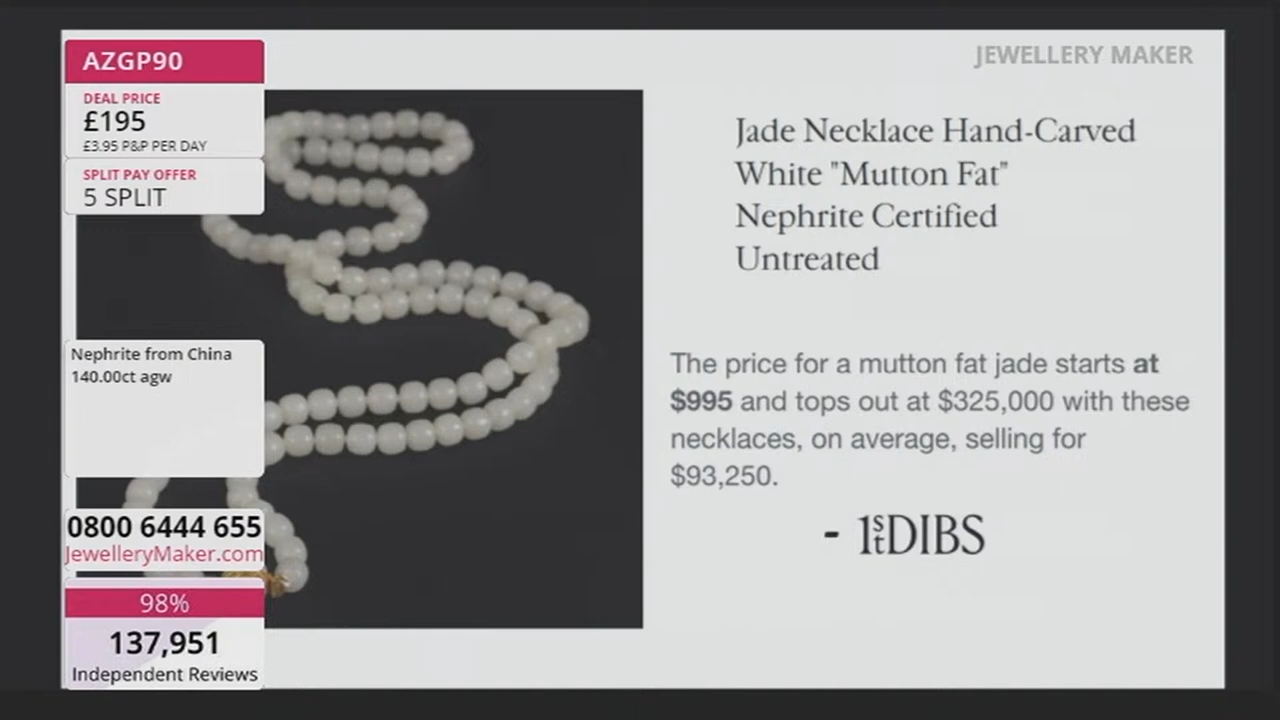 AZGP90
DEAL PRICE
£195
£3.95 P&P PER DAY
SPLIT PAY OFFER
5 SPLIT
Nephrite from China
140.00ct agw
0800 6444 655
JewelleryMaker.com
98%
137,951
Independent Reviews
JEWELLERY MAKER
Jade Necklace Hand-Carved
White "Mutton Fat"
Nephrite Certified
Untreated
The price for a mutton fat jade starts at
$995 and tops out at $325,000 with these
necklaces, on average, selling for
$93,250.
- 1stDIBS